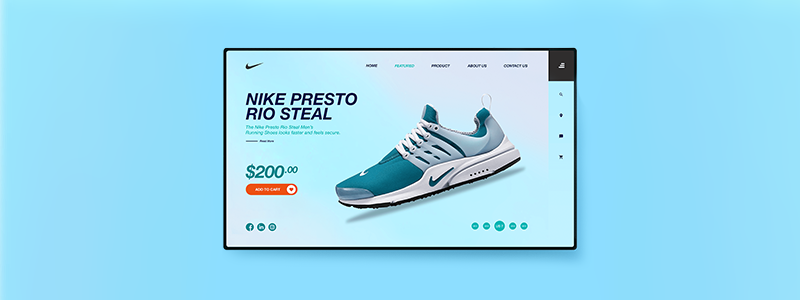 HOME
FEATURED
PRODUCT
ABOUT US
CONTACT US
NIKE PRESTO
RIO STEAL
The Nike Presto Rio Steal Men's
Running Shoes looks faster and feels secure.
Read More
$200.00
ADD TO CART